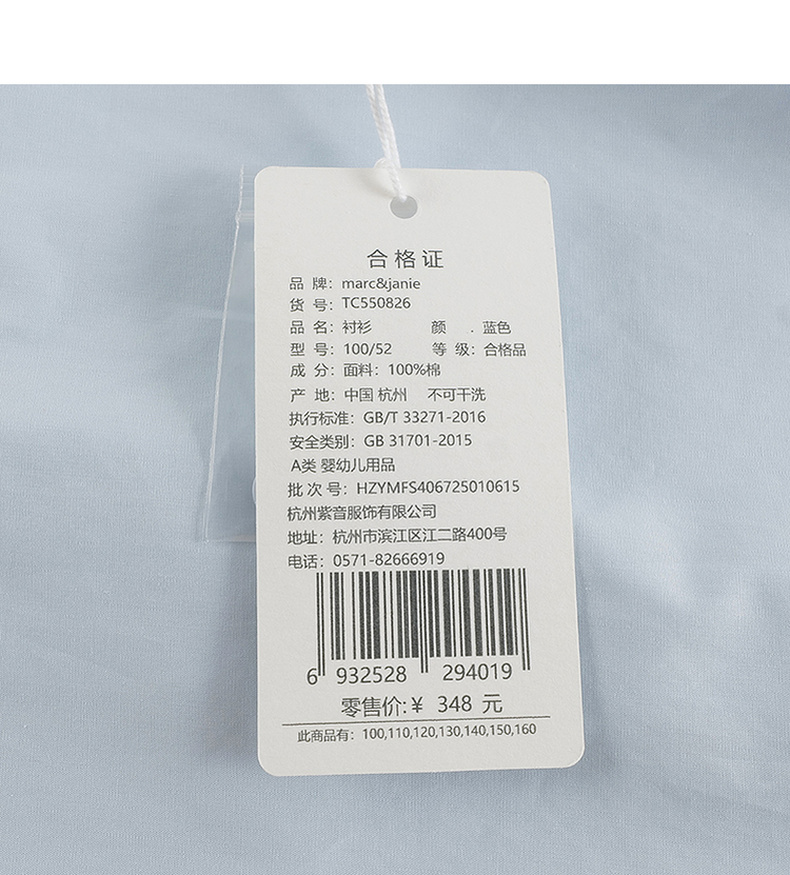 合格证
品 牌：marc&janie
货 号：TC550826
品 名：衬衫 颜 . 蓝色
型 号：100/52 等 级：合格品
成 分：面料：100%棉
产 地：中国 杭州 不可干洗
执行标准：GB/T 33271-2016
安全类别：GB 31701-2015
A类 婴幼儿用品
批 次 号：HZYMFS406725010615
杭州紫音服饰有限公司
地址：杭州市滨江区江二路400号
电话：0571-82666919
6 932528 294019
零售价:￥ 348 元
此商品有：100,110,120,130,140,150,160